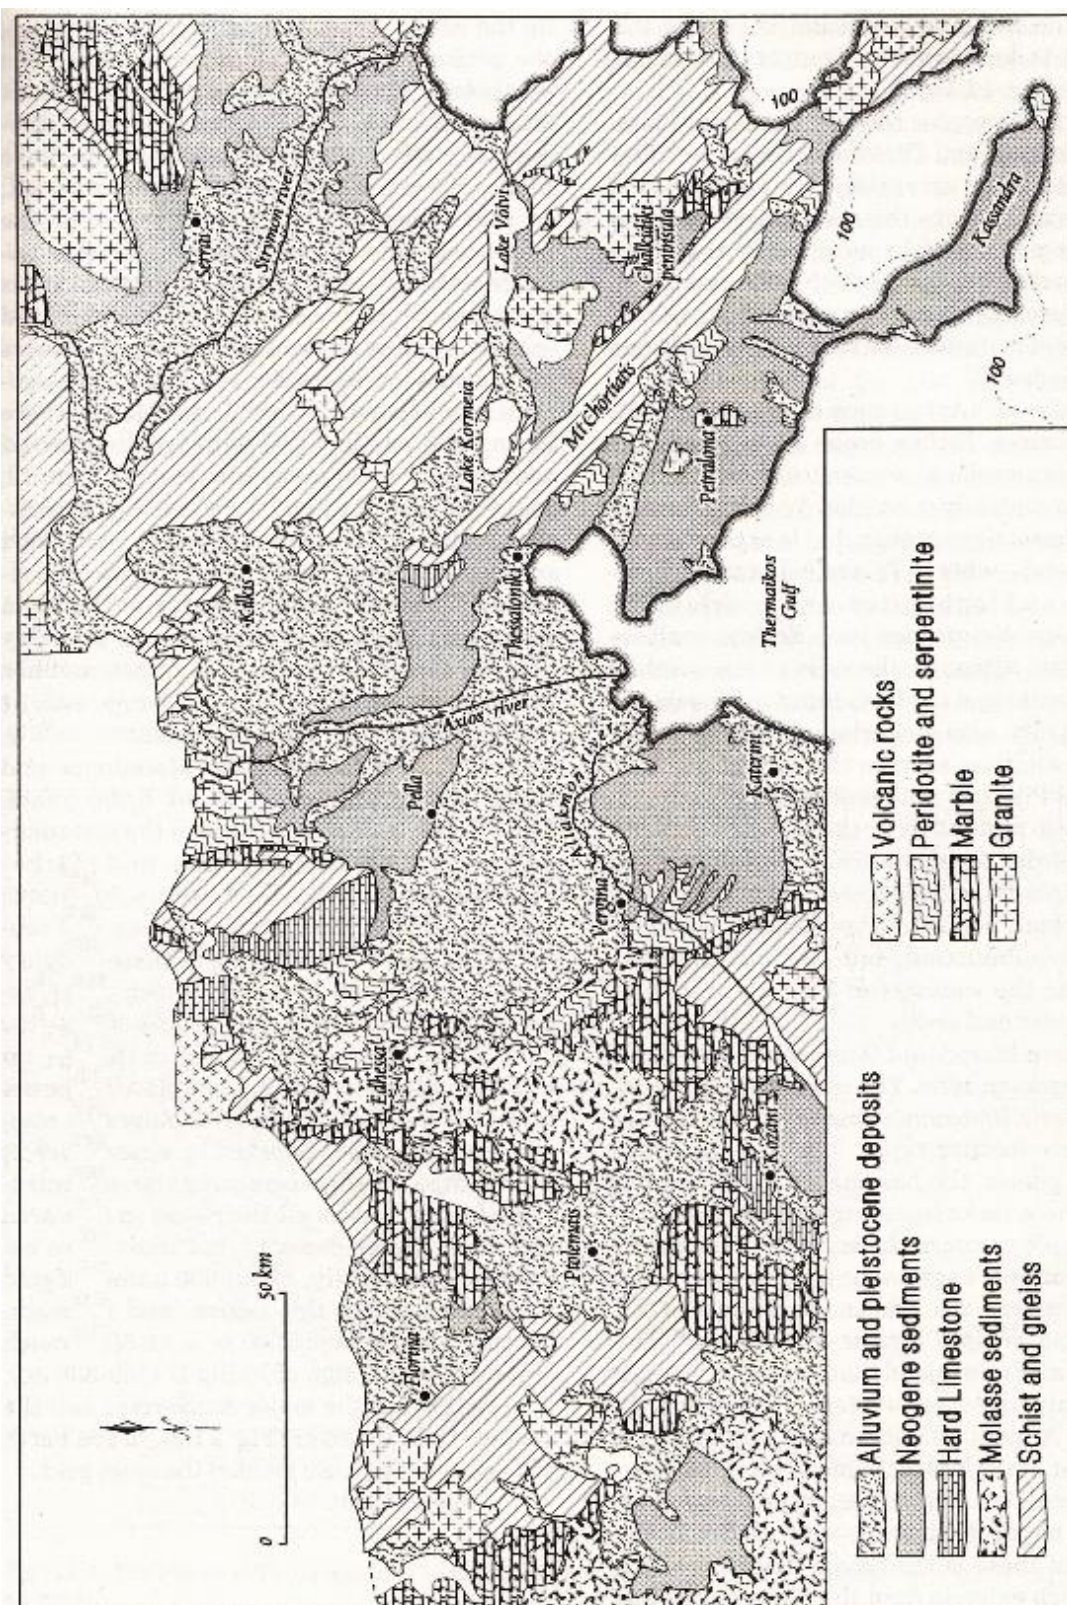 Serrai
Kilkis
Strymon river
0 50 km
Edhessa
Florina
Pella
Lake Kormeia
Lake Volvi
Axios river
Thessaloniki
Ptolemais
Aliakmon
Vergina
Mt Chortiatis
Chalkidiki
peninsula
Petralona
Katerini
Kozani
Thermaikos
Gulf
100
100
Kassandra
100
Alluvium and pleistocene deposits
Neogene sediments
Hard Limestone
Molasse sediments
Schist and gneiss
Volcanic rocks
Peridotite and serpentinite
Marble
Granite